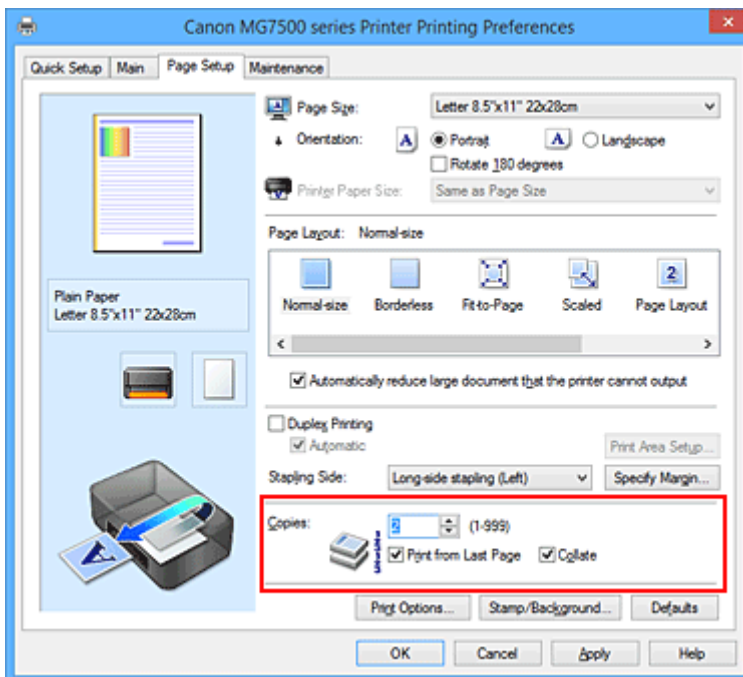 Canon MG7500 series Printer Printing Preferences
Quick Setup Main Page Setup Maintenance
Page Size: Letter 8.5"x11" 22x28cm
Orientation: A Portrait A Landscape
Rotate 180 degrees
Printer Paper Size: Same as Page Size
Page Layout: Normal-size
2
Normal-size Borderless Fit-to-Page Scaled Page Layout
Plain Paper
Letter 8.5"x11" 22x28cm
Automatically reduce large document that the printer cannot output
Duplex Printing
Automatic Print Area Setup...
Stapling Side: Long-side stapling (Left) Specify Margin...
Copies: 2 (1-999)
Print from Last Page Collate
A
Print Options... Stamp/Background... Defaults
OK Cancel Apply Help